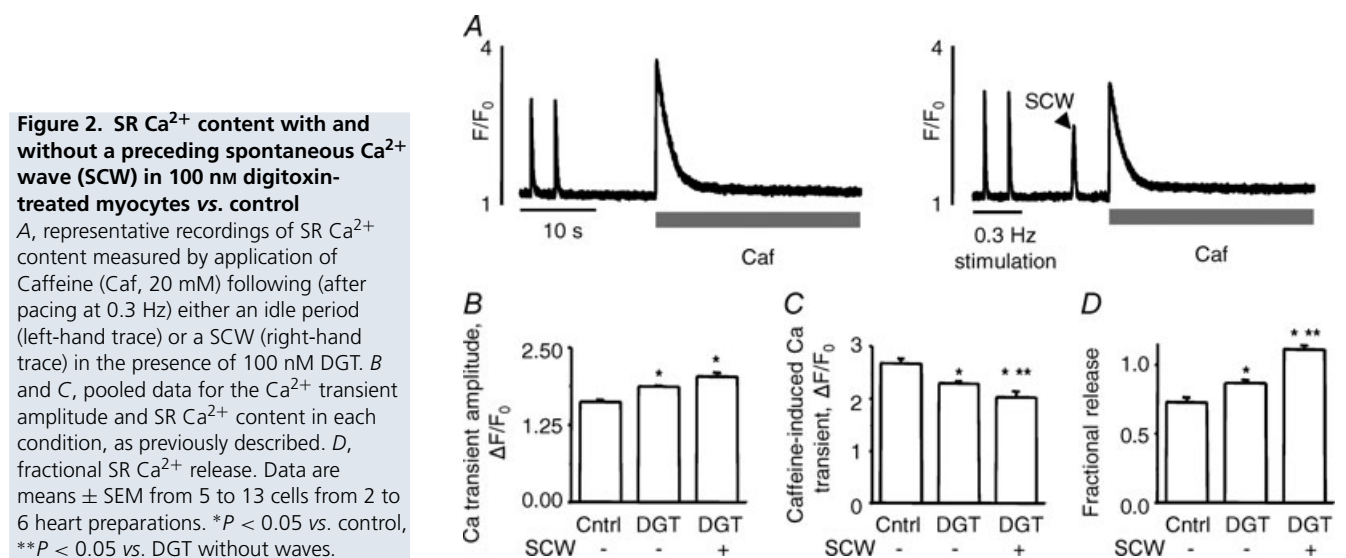 Figure 2. SR Ca²⁺ content with and
without a preceding spontaneous Ca²⁺
wave (SCW) in 100 nM digitoxin-
treated myocytes vs. control
A, representative recordings of SR Ca²⁺
content measured by application of
Caffeine (Caf, 20 mM) following (after
pacing at 0.3 Hz) either an idle period
(left-hand trace) or a SCW (right-hand
trace) in the presence of 100 nM DGT. B
and C, pooled data for the Ca²⁺ transient
amplitude and SR Ca²⁺ content in each
condition, as previously described. D,
fractional SR Ca²⁺ release. Data are
means ± SEM from 5 to 13 cells from 2 to
6 heart preparations. *P < 0.05 vs. control,
**P < 0.05 vs. DGT without waves.
A
4
F/F₀
1
10 s
Caf
4
F/F₀
1
SCW
0.3 Hz
stimulation
Caf
B
Ca transient amplitude,
ΔF/F₀
2.50
1.25
0.00
*
*
Cntrl DGT DGT
SCW - - +
C
Caffeine-induced Ca
transient, ΔF/F₀
3
2
1
0
*
* **
Cntrl DGT DGT
- - +
D
Fractional release
1.0
0.5
0.0
*
* **
Cntrl DGT DGT
- - +